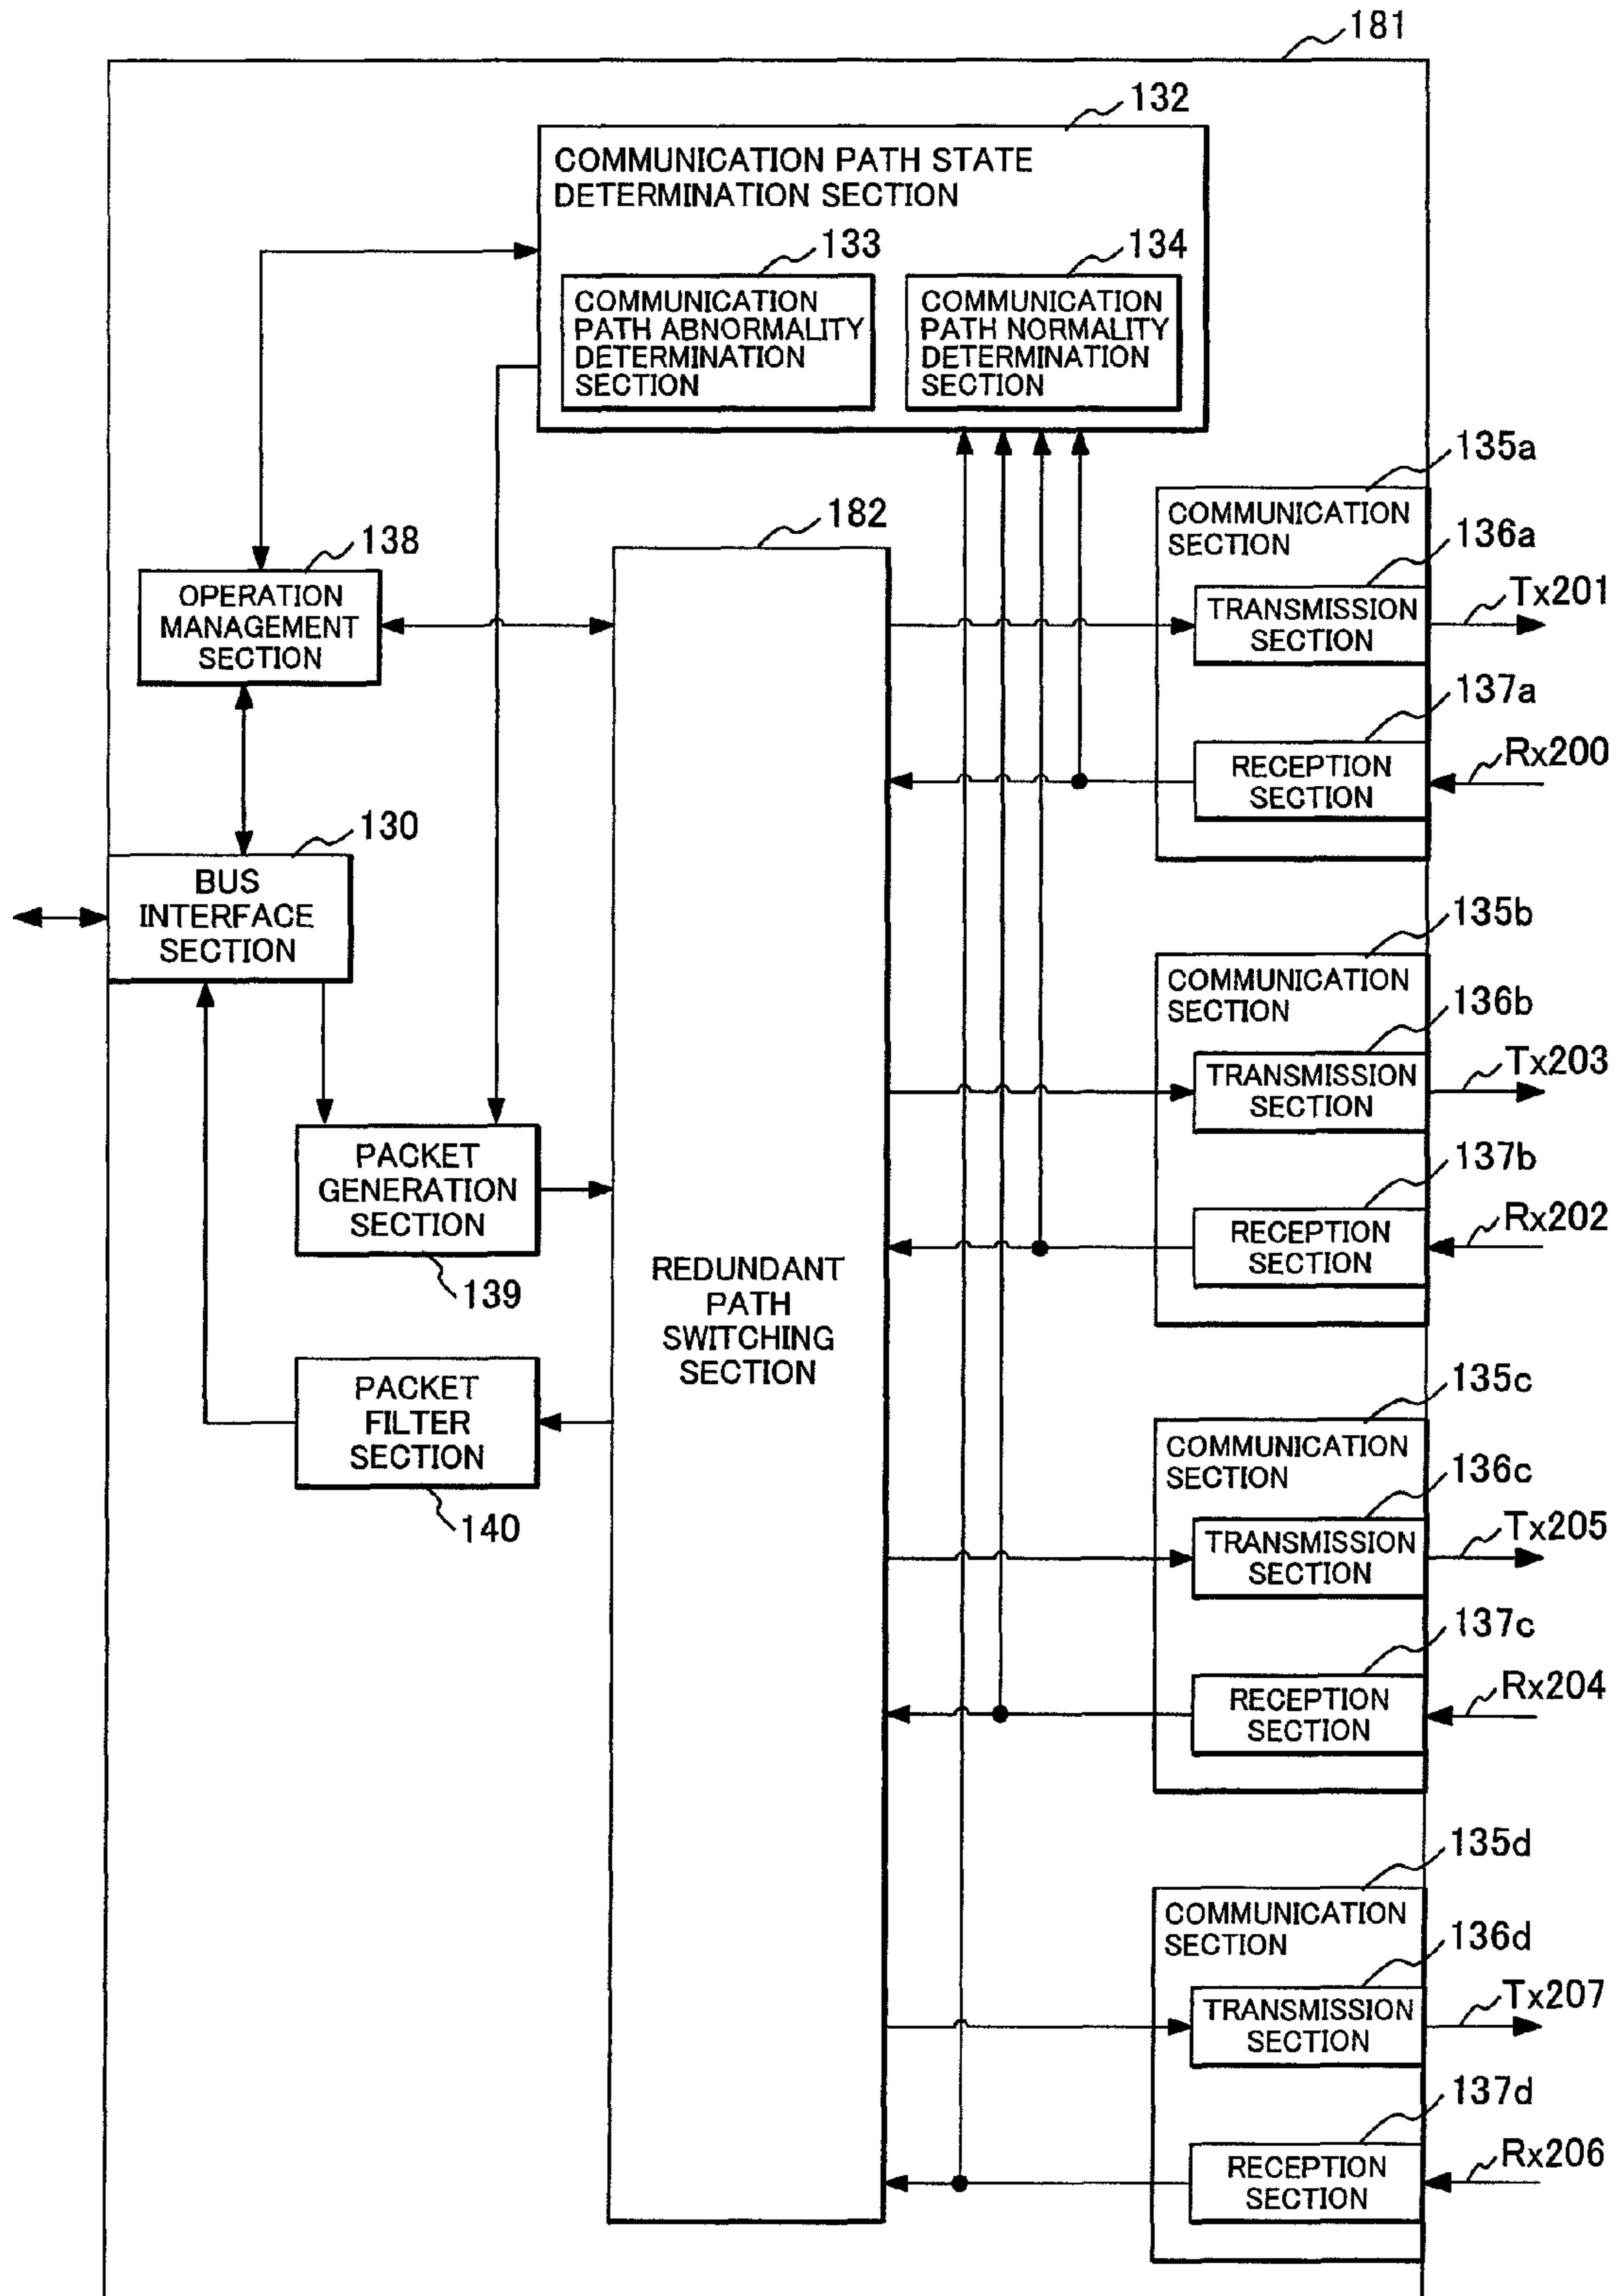 181
132
COMMUNICATION PATH STATE
DETERMINATION SECTION
133
134
COMMUNICATION
PATH ABNORMALITY
DETERMINATION
SECTION
COMMUNICATION
PATH NORMALITY
DETERMINATION
SECTION
135a
COMMUNICATION
SECTION
136a
TRANSMISSION
SECTION
Tx201
137a
RECEPTION
SECTION
Rx200
182
138
OPERATION
MANAGEMENT
SECTION
130
BUS
INTERFACE
SECTION
135b
COMMUNICATION
SECTION
136b
TRANSMISSION
SECTION
Tx203
137b
RECEPTION
SECTION
Rx202
PACKET
GENERATION
SECTION
139
REDUNDANT
PATH
SWITCHING
SECTION
PACKET
FILTER
SECTION
140
135c
COMMUNICATION
SECTION
136c
TRANSMISSION
SECTION
Tx205
137c
RECEPTION
SECTION
Rx204
135d
COMMUNICATION
SECTION
136d
TRANSMISSION
SECTION
Tx207
137d
RECEPTION
SECTION
Rx206